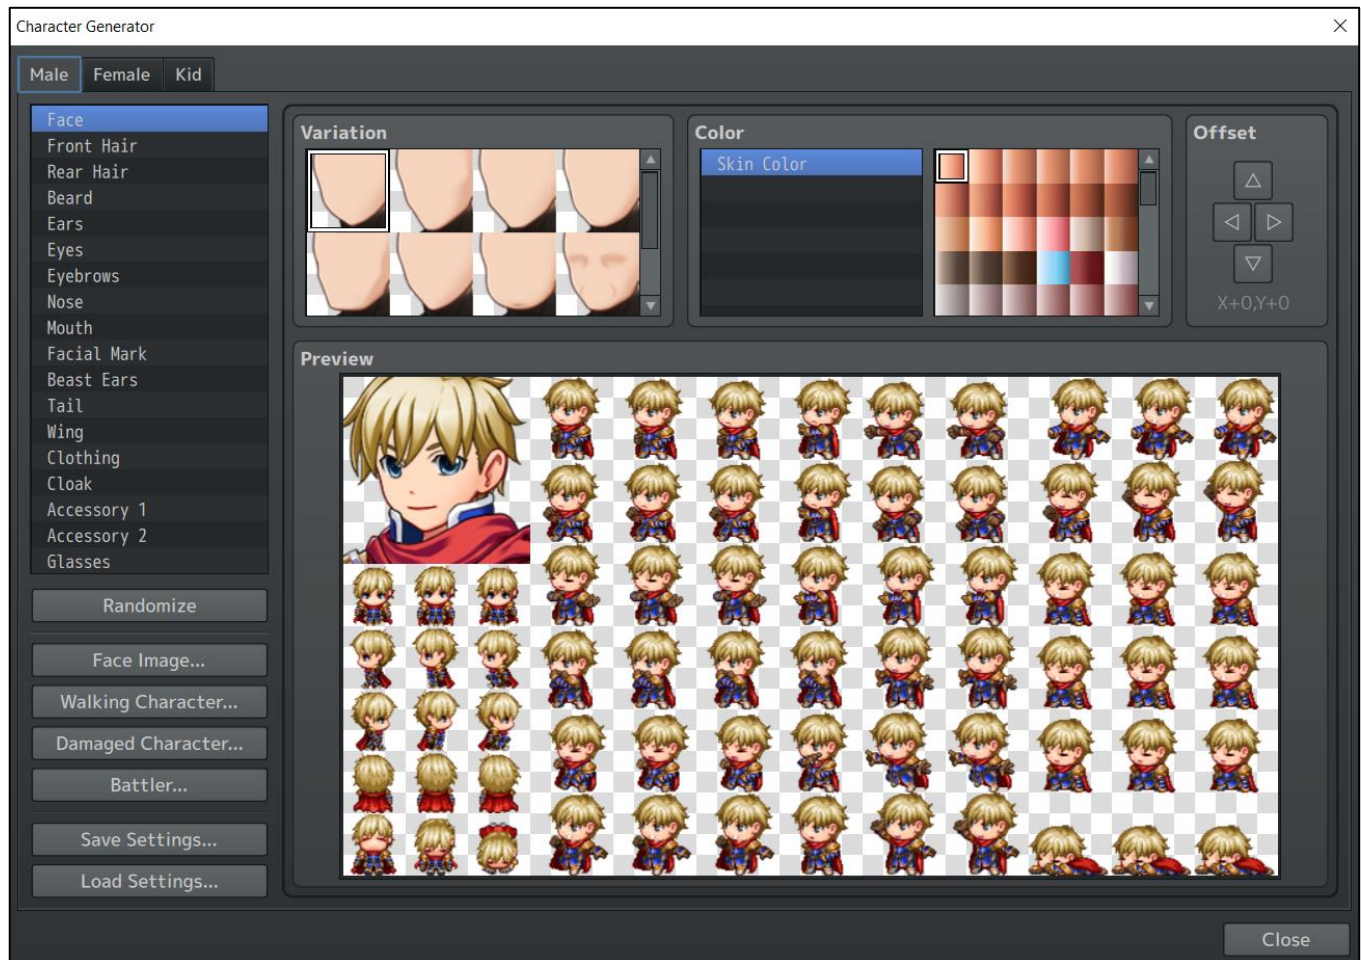 Character Generator
Male Female Kid
Face
Front Hair
Rear Hair
Beard
Ears
Eyes
Eyebrows
Nose
Mouth
Facial Mark
Beast Ears
Tail
Wing
Clothing
Cloak
Accessory 1
Accessory 2
Glasses
Randomize
Face Image...
Walking Character...
Damaged Character...
Battler...
Save Settings...
Load Settings...
Variation
Color
Skin Color
Offset
X+0,Y+0
Preview
Close